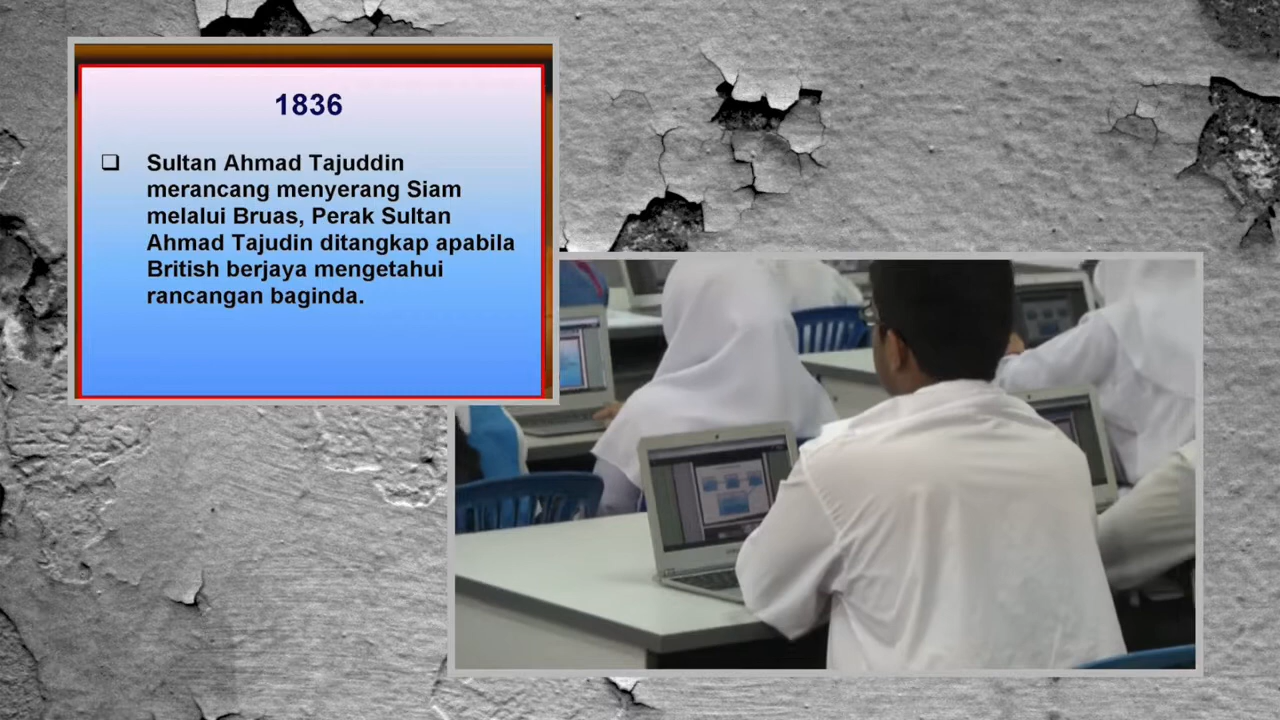 1836
❑ Sultan Ahmad Tajuddin
merancang menyerang Siam
melalui Bruas, Perak Sultan
Ahmad Tajudin ditangkap apabila
British berjaya mengetahui
rancangan baginda.